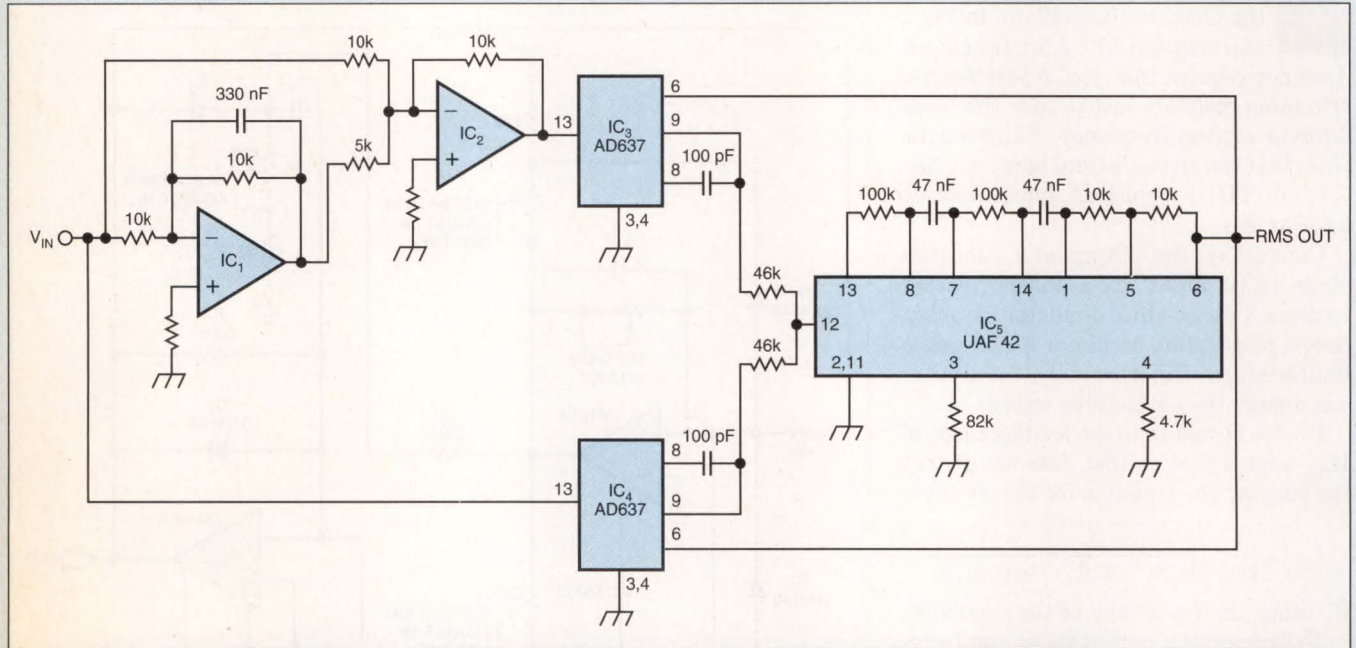 10k
10k
330 nF
10k
5k
IC2
10k
VIN
IC1
13
IC3
AD637
6
9
8
100 pF
3,4
100k
47 nF
100k
47 nF
10k
10k
RMS OUT
46k
46k
12
13
8
7
14
1
5
6
IC5
UAF 42
2,11
3
4
82k
4.7k
100 pF
13
IC4
AD637
8
9
6
3,4